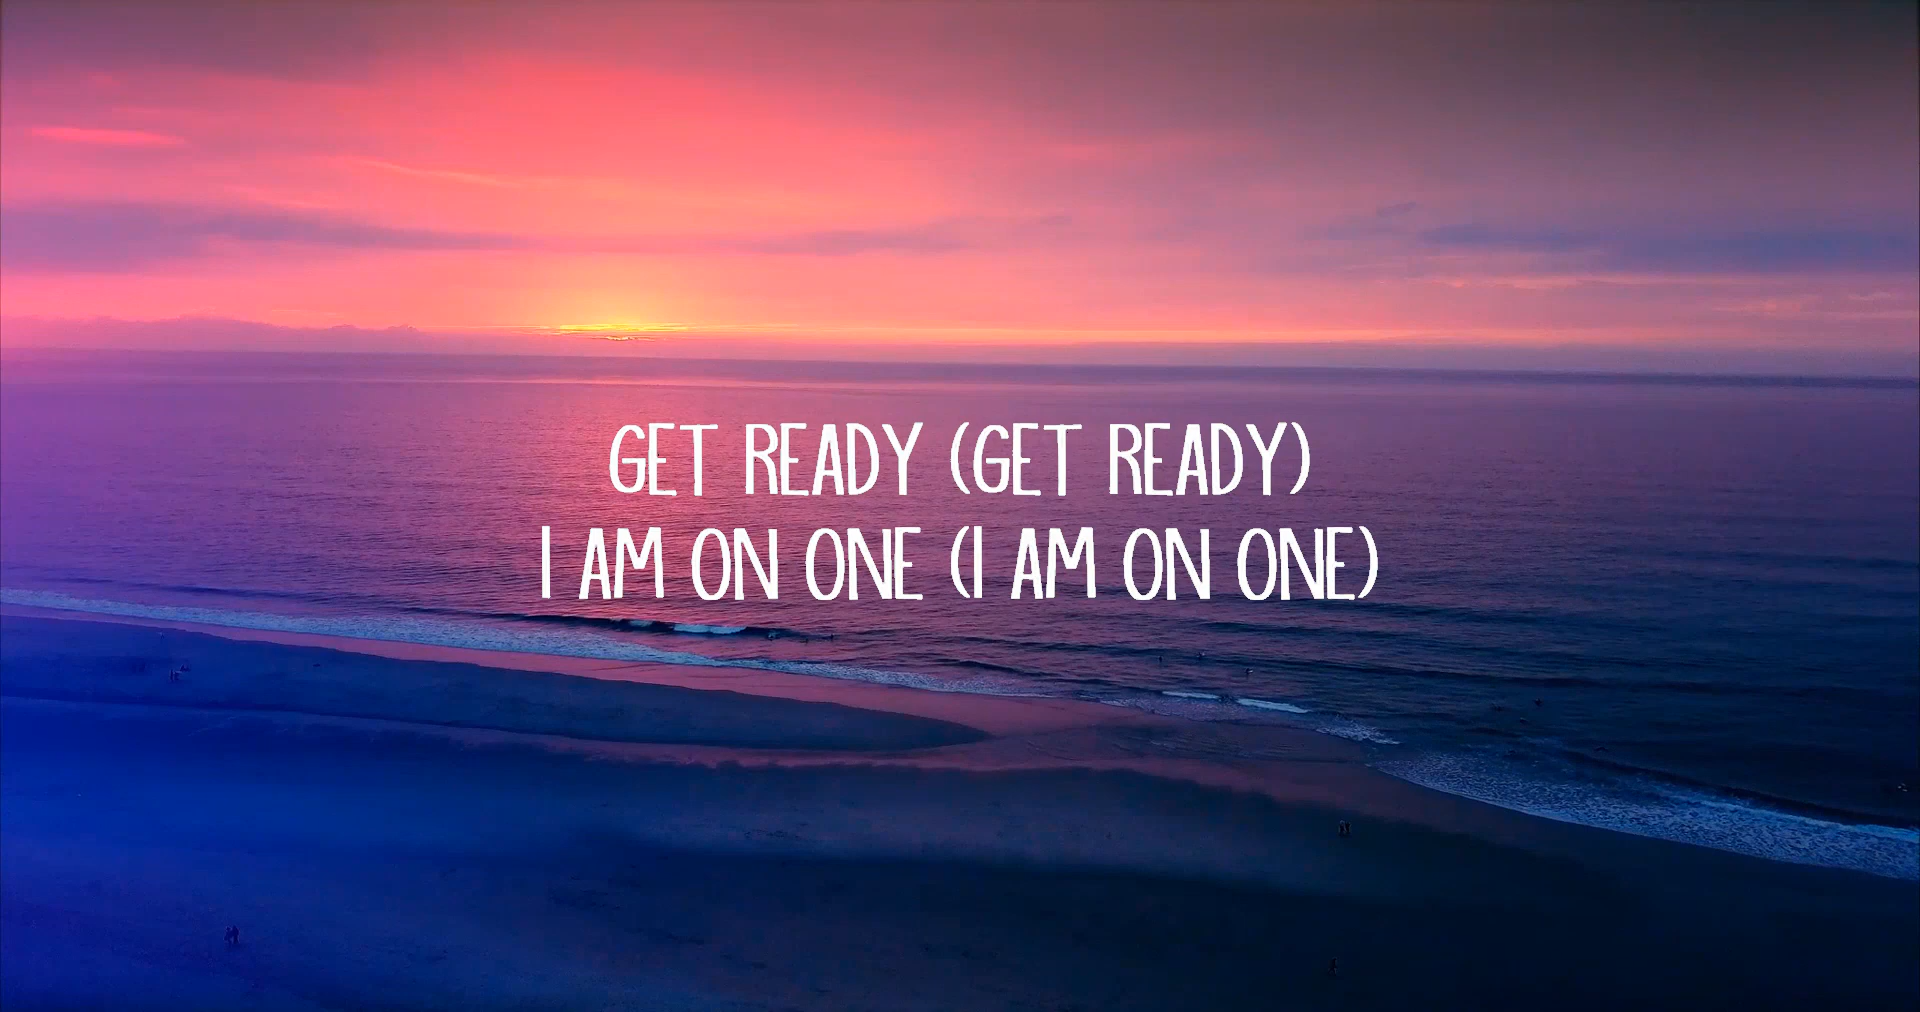 GET READY (GET READY)
I AM ON ONE (I AM ON ONE)